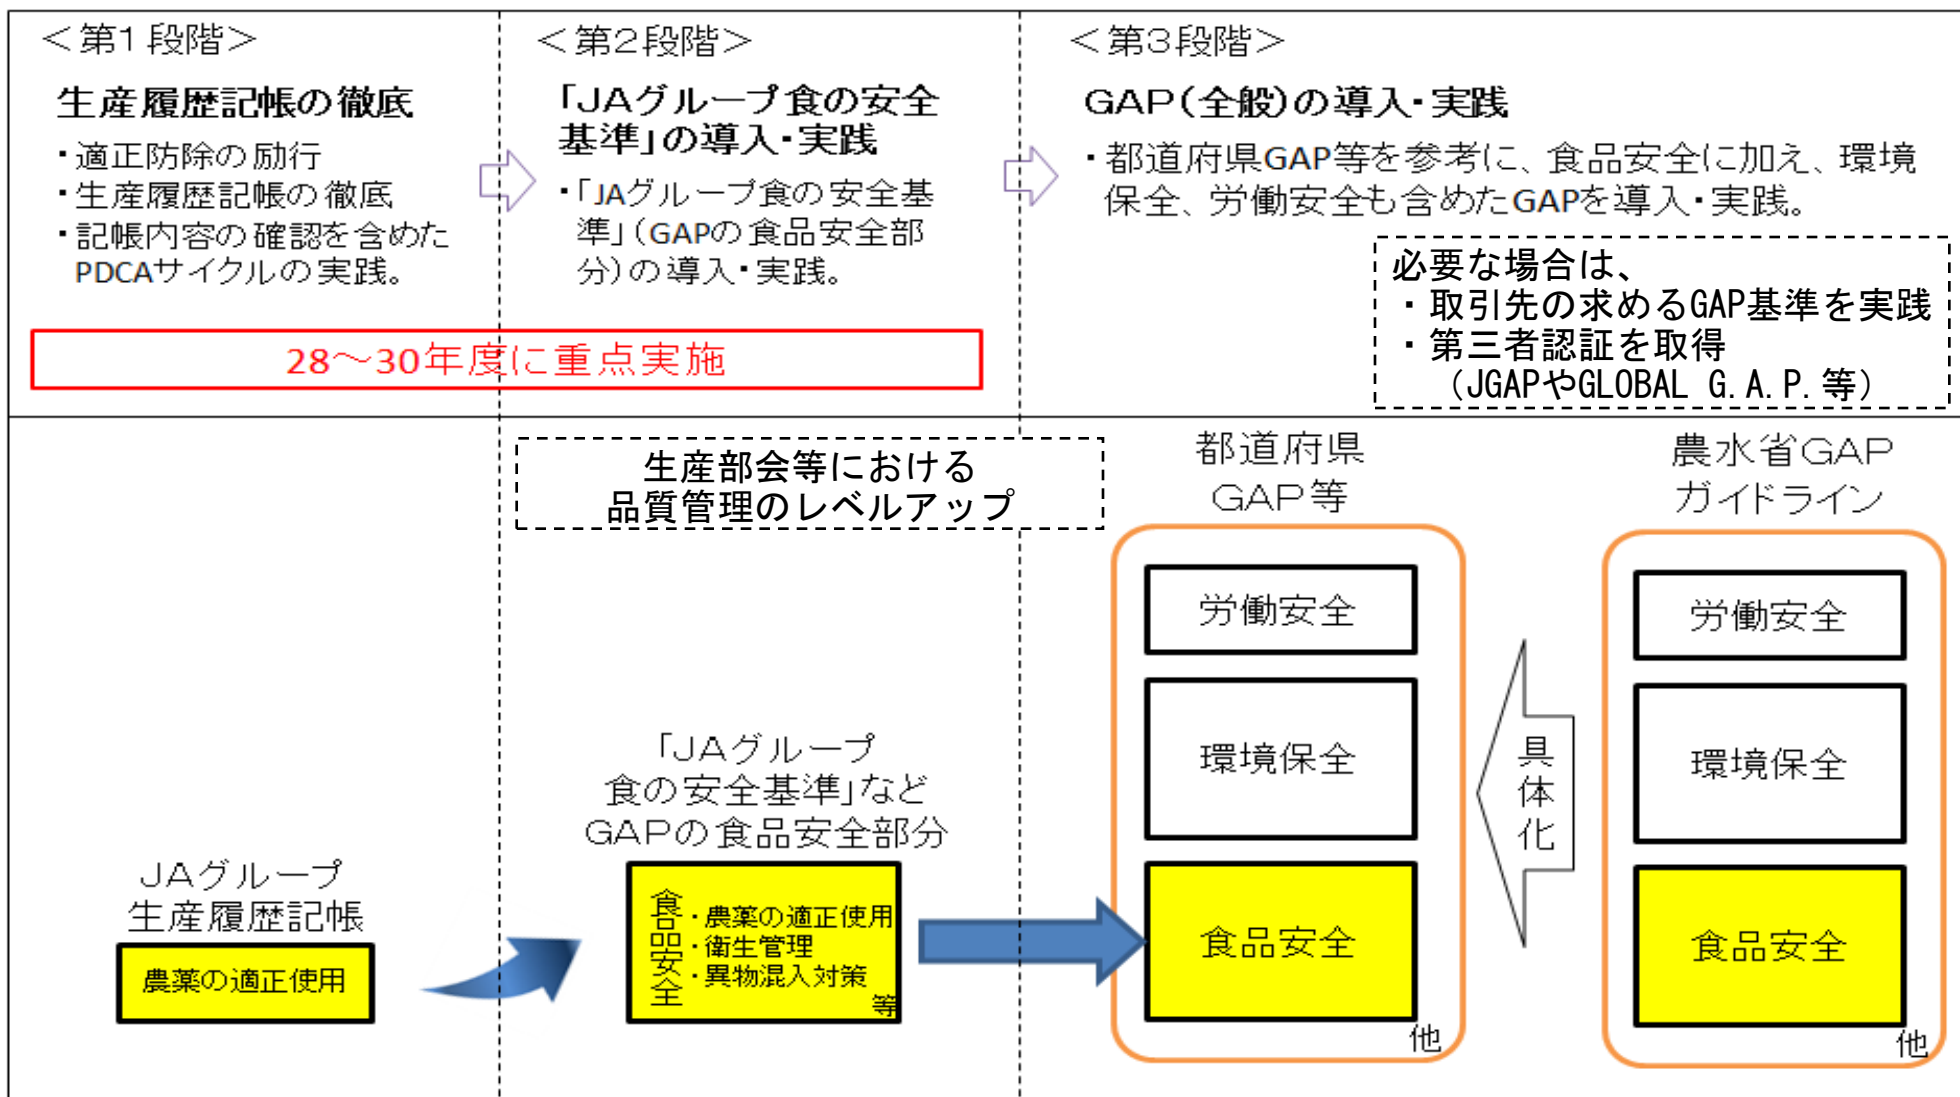 ＜第1段階＞
生産履歴記帳の徹底
・適正防除の励行
・生産履歴記帳の徹底
・記帳内容の確認を含めた
PDCAサイクルの実践。
＜第2段階＞
「JAグループ食の安全
基準」の導入・実践
・「JAグループ食の安全基
準」（GAPの食品安全部
分）の導入・実践。
28～30年度に重点実施
＜第3段階＞
GAP（全般）の導入・実践
・都道府県GAP等を参考に、食品安全に加え、環境
保全、労働安全も含めたGAPを導入・実践。
必要な場合は、
・取引先の求めるGAP基準を実践
・第三者認証を取得
（JGAPやGLOBAL G.A.P.等）
生産部会等における
品質管理のレベルアップ
JAグループ
生産履歴記帳
農薬の適正使用
「JAグループ
食の安全基準」など
GAPの食品安全部分
食品安全
・農薬の適正使用
・衛生管理
・異物混入対策
等
都道府県
GAP等
労働安全
環境保全
食品安全
他
具体化
農水省GAP
ガイドライン
労働安全
環境保全
食品安全
他